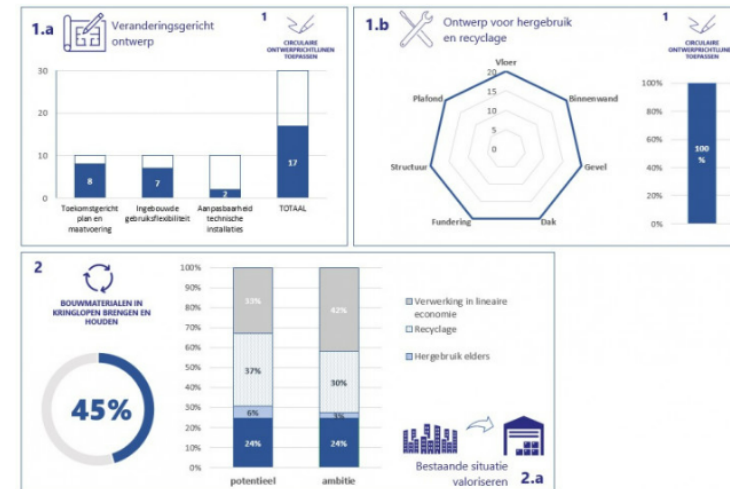 1.a
Veranderingsgericht
ontwerp
1
CIRCULAIRE
ONTWERPRICHTLIJNEN
TOEPASSEN
30
20
10
0
8
7
2
17
Toekomstgericht
plan en
maatvoering
Ingebouwde
gebruiksflexibiliteit
Aanpasbaarheid
technische
installaties
TOTAAL
1.b
Ontwerp voor hergebruik
en recyclage
1
CIRCULAIRE
ONTWERPRICHTLIJNEN
TOEPASSEN
Vloer
Binnenwand
Gevel
Dak
Fundering
Structuur
Plafond
20
15
10
5
0
100%
80%
60%
40%
20%
0%
100
%
2
BOUWMATERIALEN IN
KRINGLOPEN BRENGEN EN
HOUDEN
45%
100%
90%
80%
70%
60%
50%
40%
30%
20%
10%
0%
33%
37%
6%
24%
42%
30%
3%
24%
potentieel
ambitie
Verwerking in lineaire
economie
Recyclage
Hergebruik elders
Bestaande situatie
valoriseren
2.a